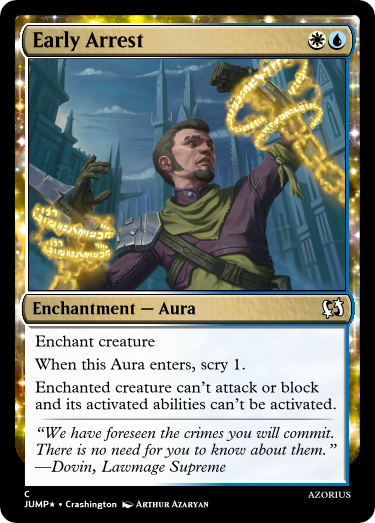 Early Arrest
Enchantment — Aura
Enchant creature
When this Aura enters, scry 1.
Enchanted creature can’t attack or block
and its activated abilities can’t be activated.
“We have foreseen the crimes you will commit.
There is no need for you to know about them.”
—Dovin, Lawmage Supreme
C
JUMP★ • Crashington ARTHUR AZARYAN
AZORIUS